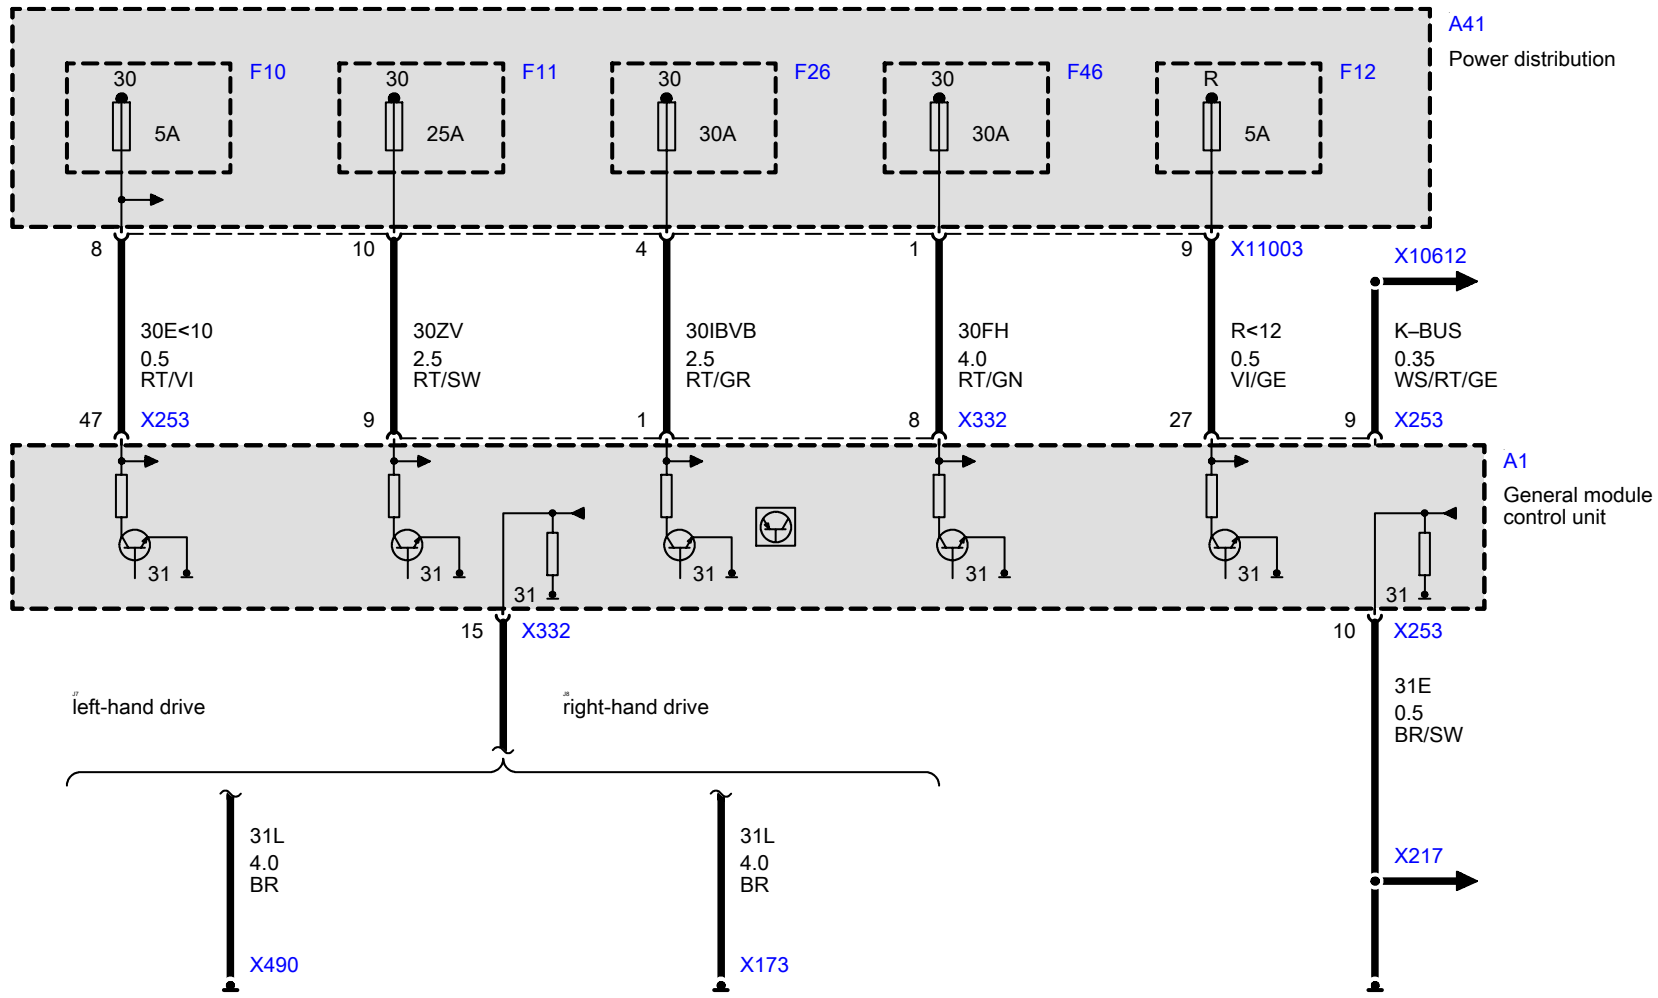 A41
Power distribution
30 F10
30 F11
30 F26
30 F46
R F12
5A
25A
30A
30A
5A
8
10
4
1
9 X11003
X10612
30E<10
0.5
RT/VI
30ZV
2.5
RT/SW
30IBVB
2.5
RT/GR
30FH
4.0
RT/GN
R<12
0.5
VI/GE
K–BUS
0.35
WS/RT/GE
47 X253
9
1
8 X332
27
9 X253
A1
General module
control unit
31
31
31
31
31
31
31
15 X332
10 X253
J7
left-hand drive
J8
right-hand drive
31E
0.5
BR/SW
31L
4.0
BR
31L
4.0
BR
X217
X490
X173